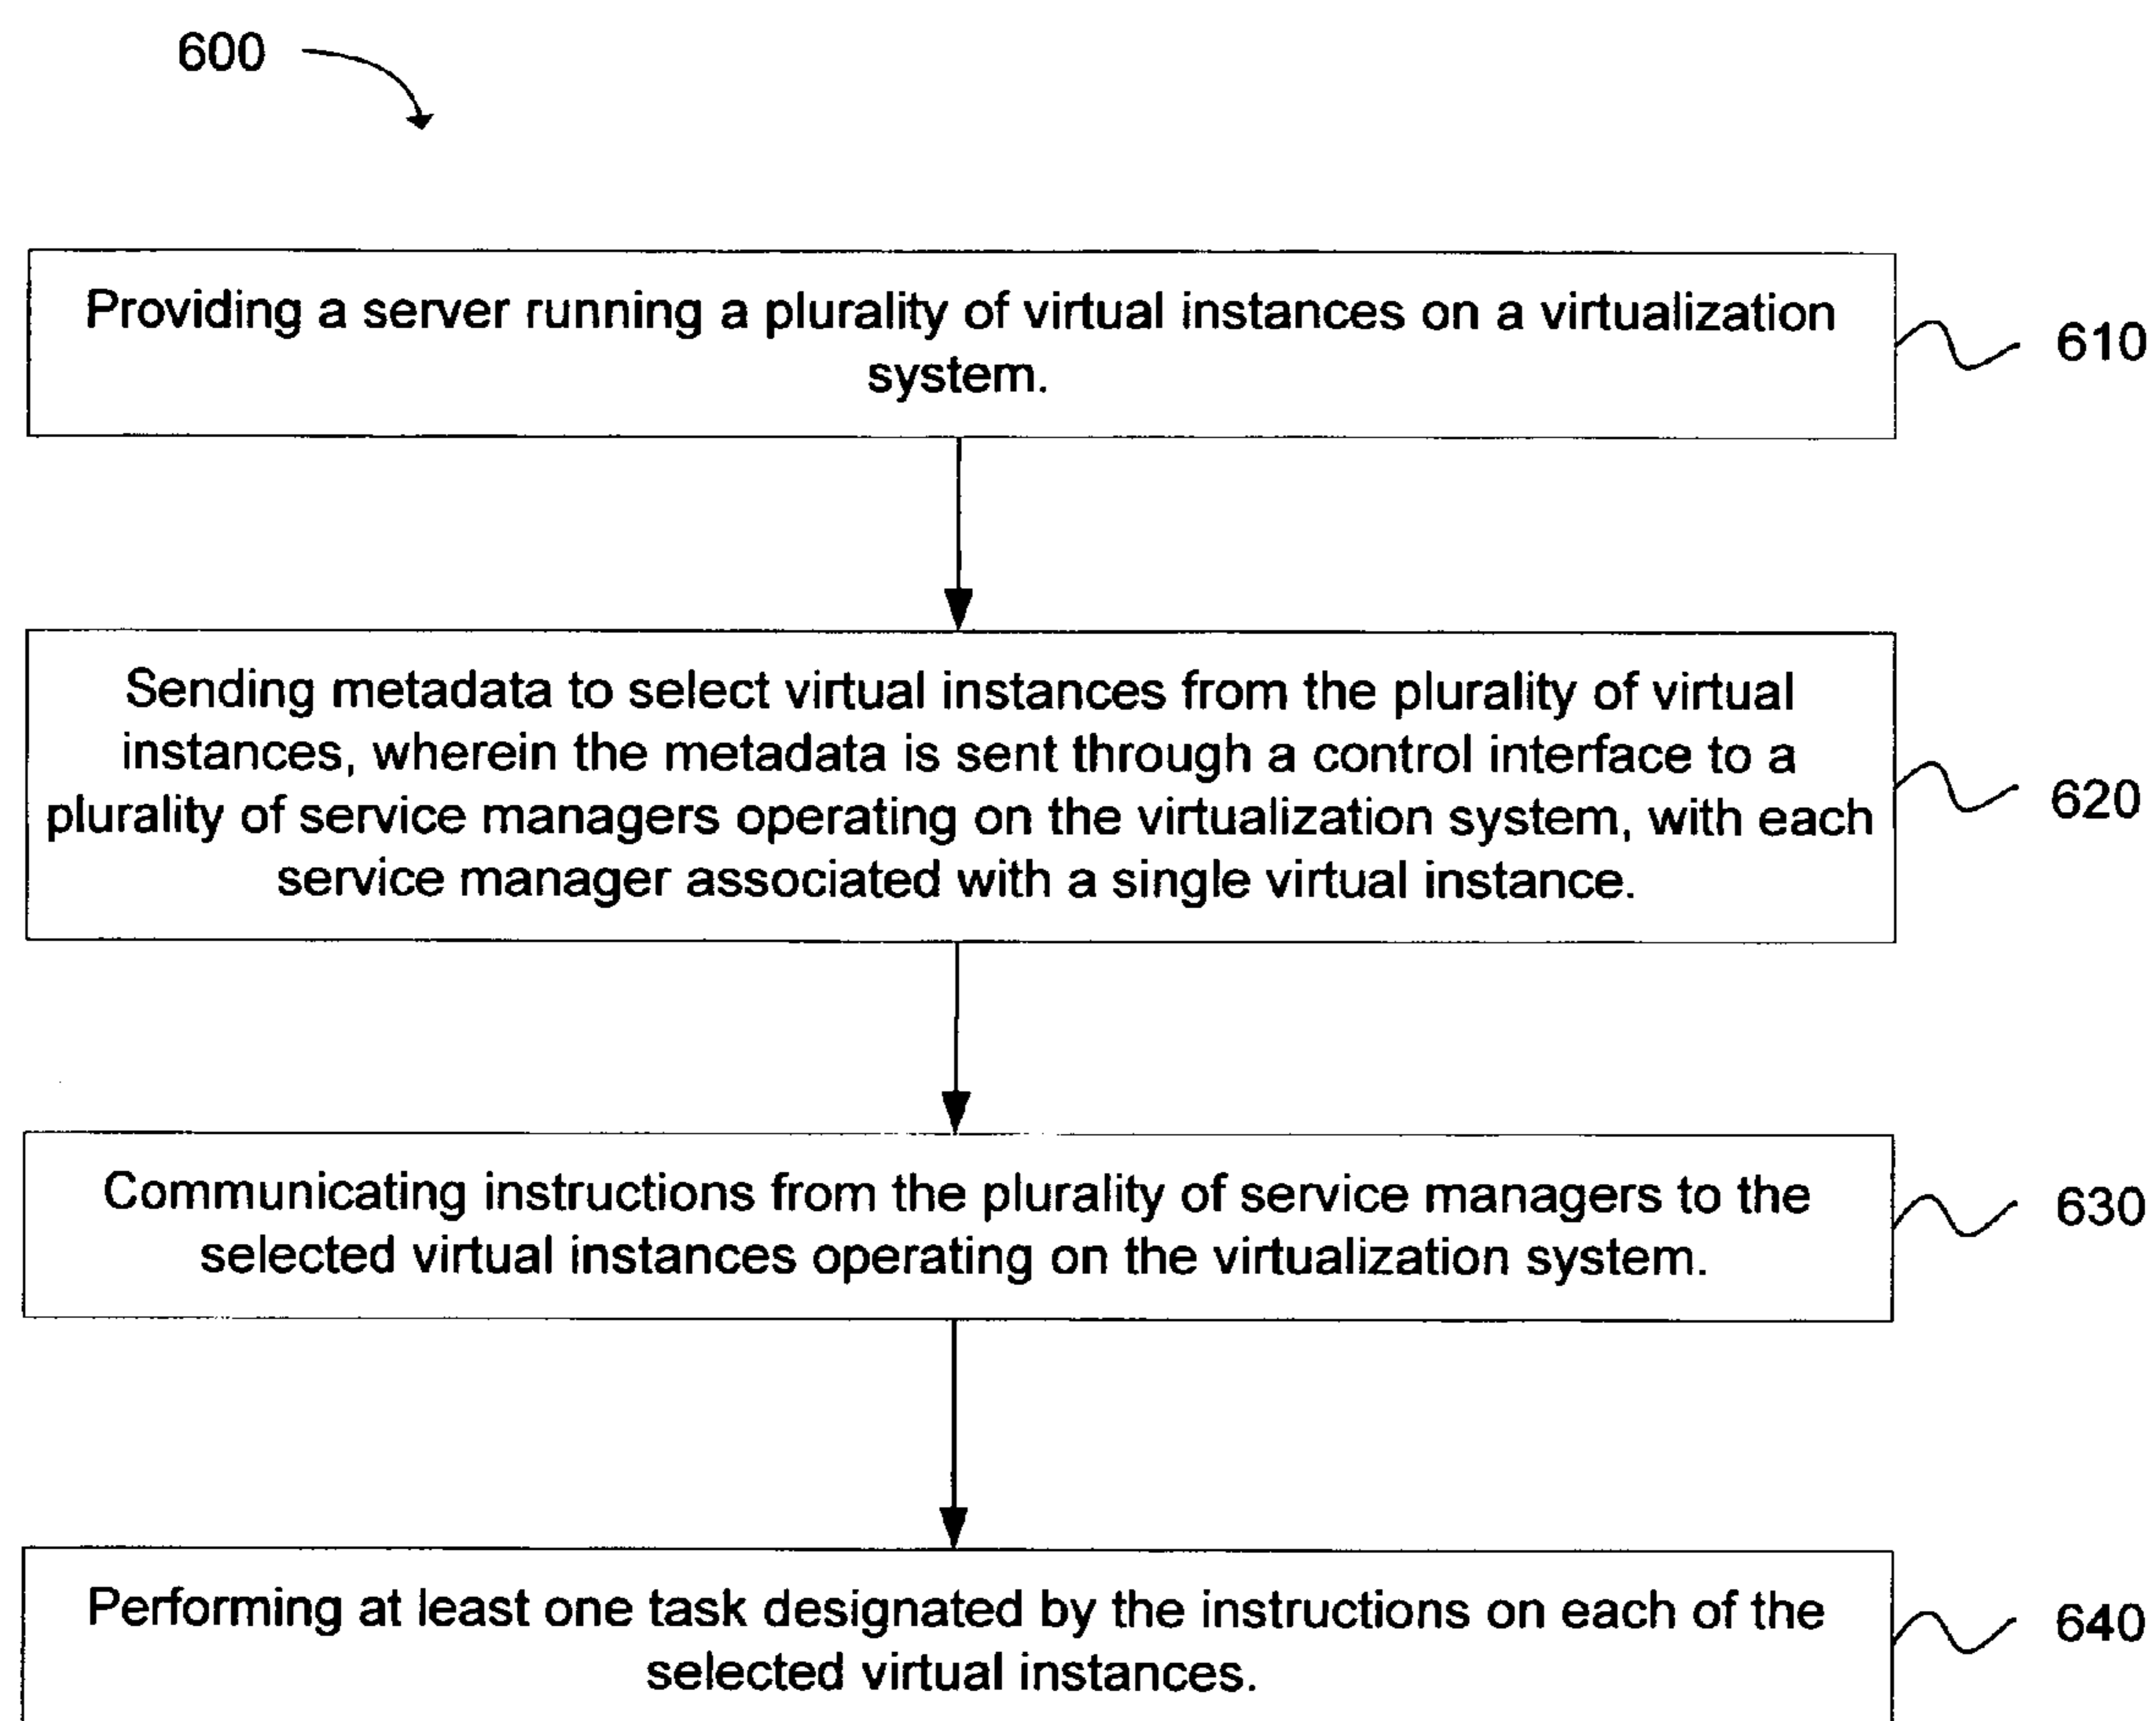 600
Providing a server running a plurality of virtual instances on a virtualization
system.
610
Sending metadata to select virtual instances from the plurality of virtual
instances, wherein the metadata is sent through a control interface to a
plurality of service managers operating on the virtualization system, with each
service manager associated with a single virtual instance.
620
Communicating instructions from the plurality of service managers to the
selected virtual instances operating on the virtualization system.
630
Performing at least one task designated by the instructions on each of the
selected virtual instances.
640